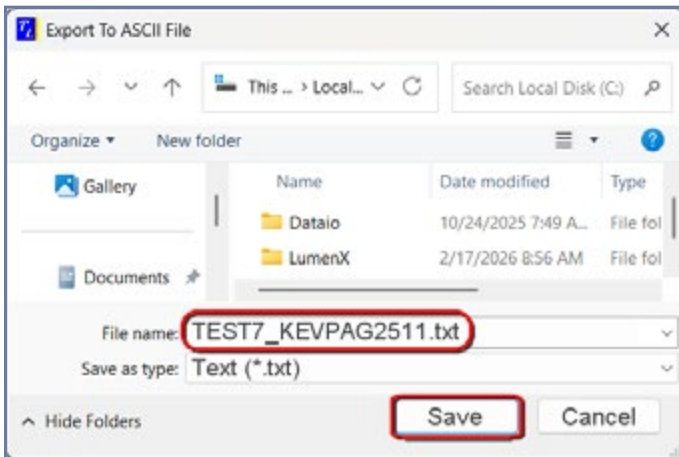 Export To ASCII File
This ... › Local...
Search Local Disk (C:)
Organize
New folder
Gallery
Documents
Name Date modified Type
Dataio 10/24/2025 7:49 A... File fol
LumenX 2/17/2026 8:56 AM File fol
File name: TEST7_KEVPAG2511.txt
Save as type: Text (*.txt)
Hide Folders
Save
Cancel